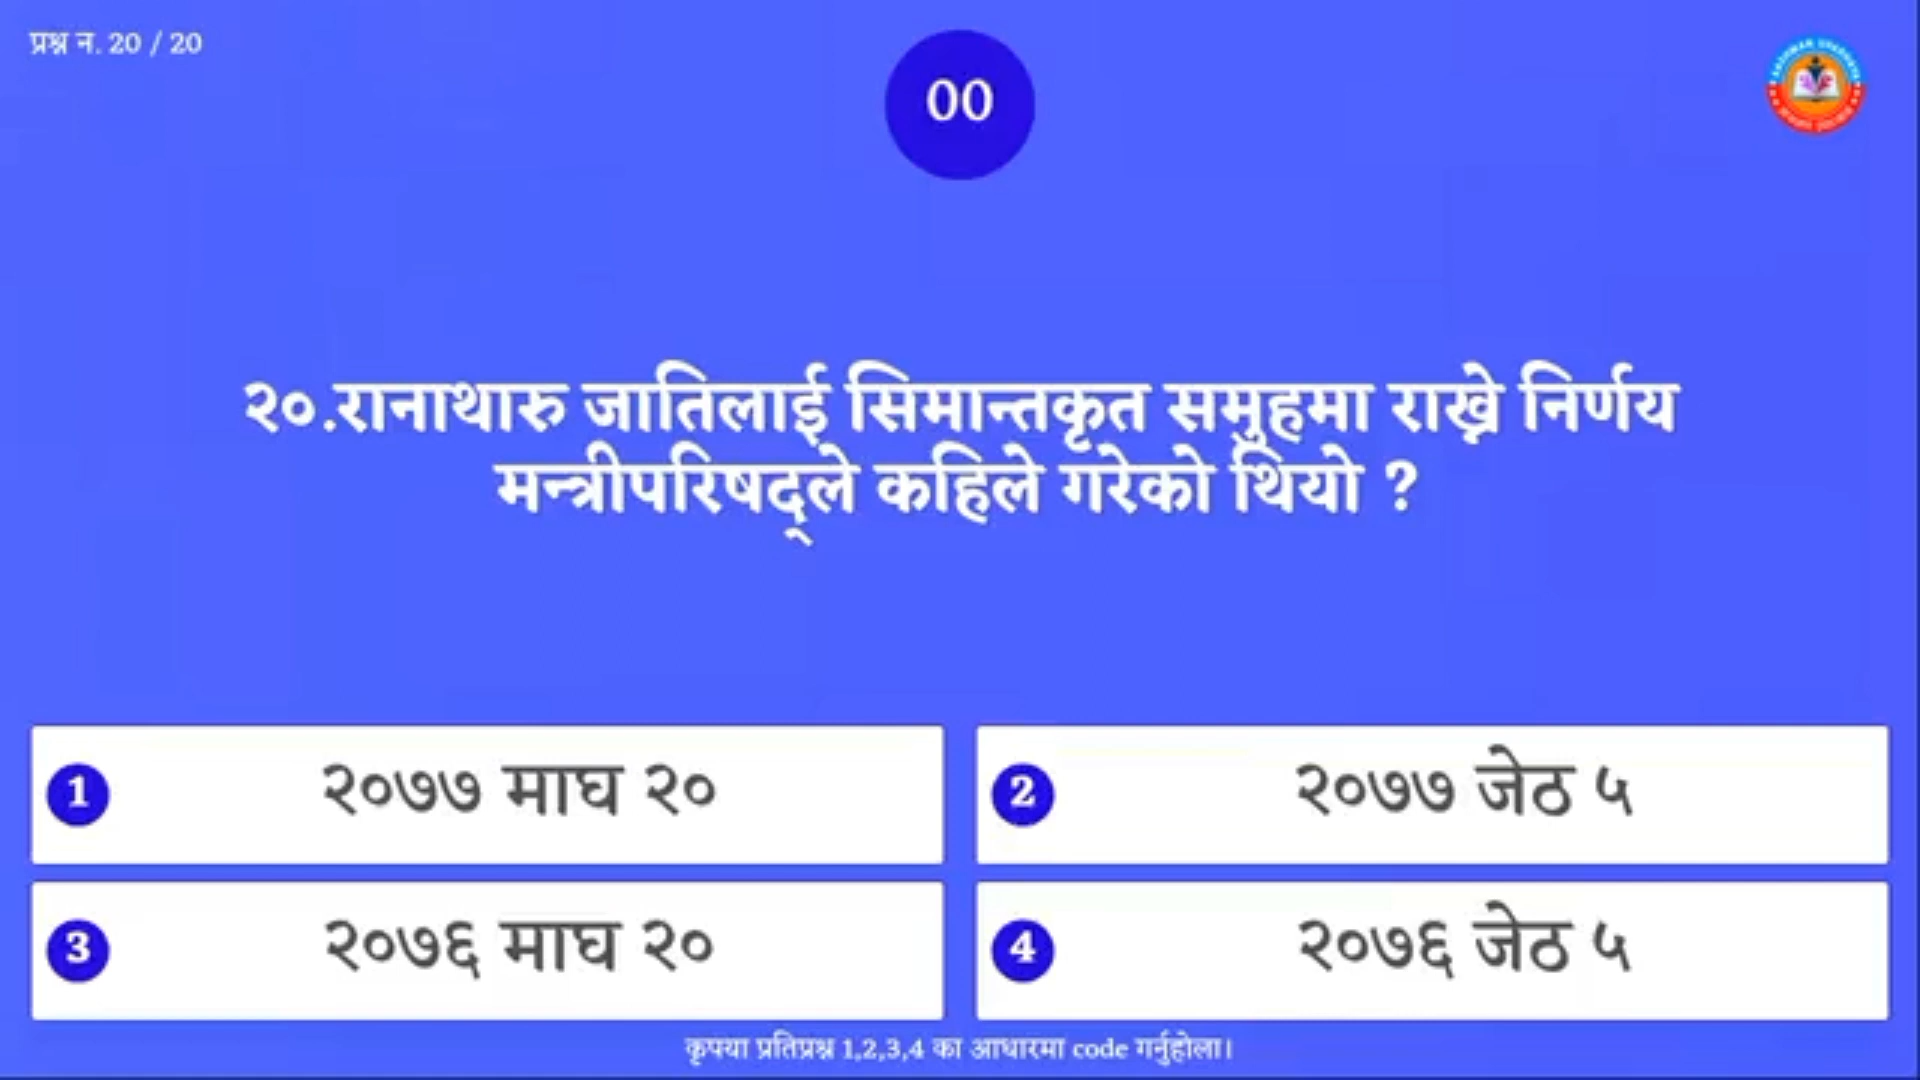 प्रश्न न. 20 / 20
00
२०.रानाथारु जातिलाई सिमान्तकृत समुहमा राख्ने निर्णय
मन्त्रीपरिषद्‌ले कहिले गरेको थियो ?
1 २०७७ माघ २०
2 २०७७ जेठ ५
3 २०७६ माघ २०
4 २०७६ जेठ ५
कृपया प्रतिप्रश्न 1,2,3,4 का आधारमा code गर्नुहोला।